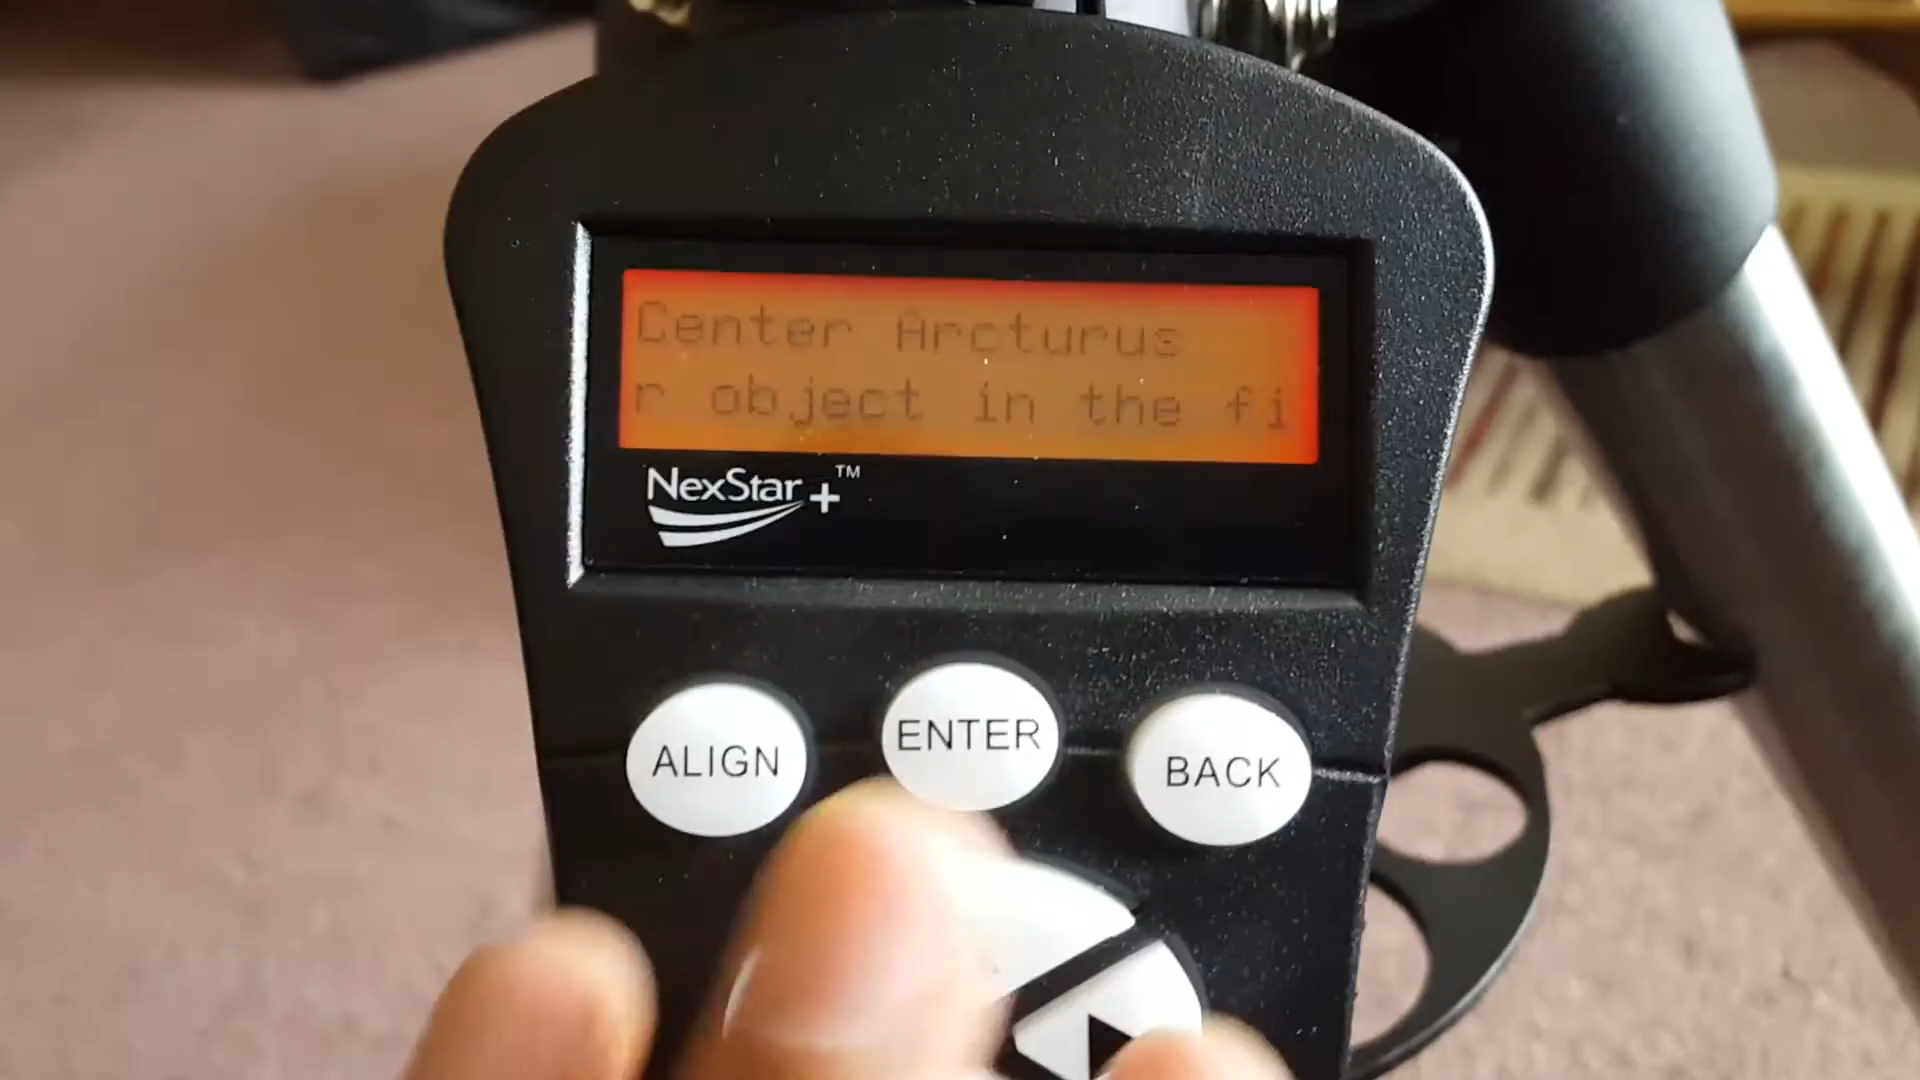 Center Arcturus
r object in the fi
NexStar+™
ALIGN
ENTER
BACK